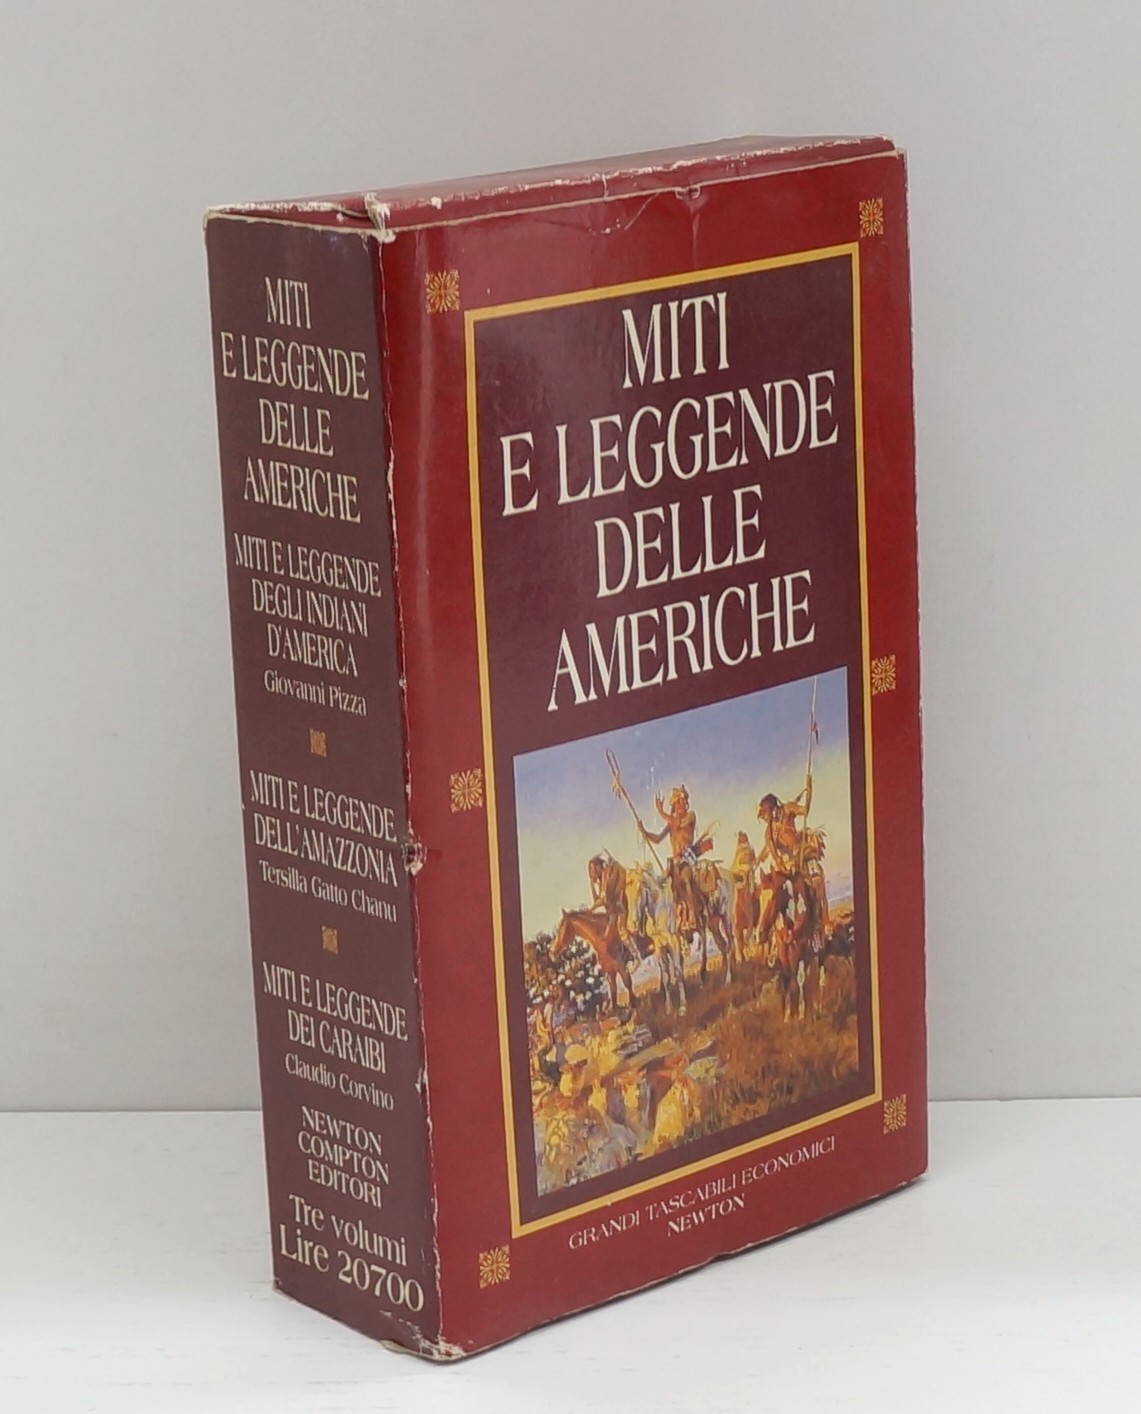 MITI
E LEGGENDE
DELLE
AMERICHE
MITI E LEGGENDE
DEGLI INDIANI
D'AMERICA
Giovanni Pizza
MITI E LEGGENDE
DELL'AMAZZONIA
Tersilla Gatto Chanu
MITI E LEGGENDE
DEI CARAIBI
Claudio Corvino
NEWTON
COMPTON
EDITORI
Tre volumi
Lire 20700
MITI
E LEGGENDE
DELLE
AMERICHE
GRANDI TASCABILI ECONOMICI
NEWTON